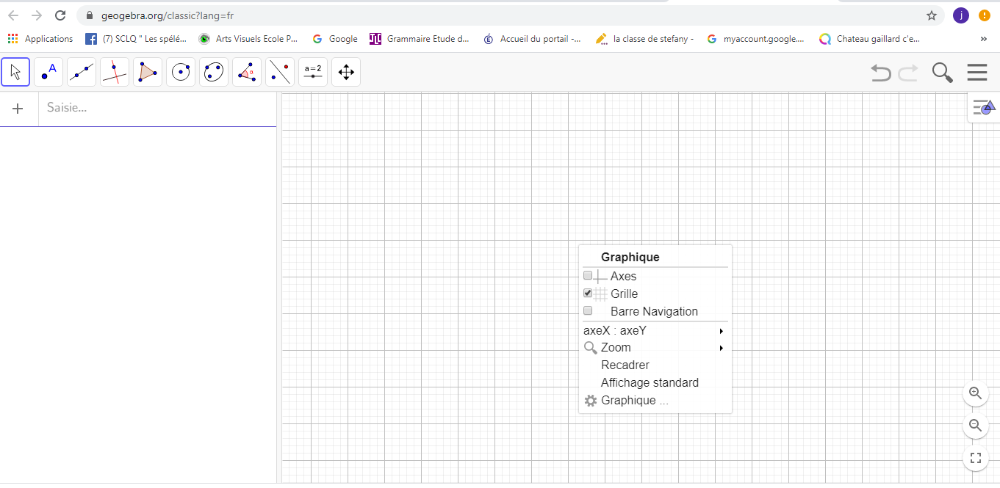 geogebra.org/classic?lang=fr
j
Applications
(7) SCLQ " Les spélé...
Arts Visuels Ecole P...
Google
Grammaire Etude d...
Accueil du portail -...
la classe de stefany -
myaccount.google....
Chateau gaillard c'e...
»
A
α
a=2
+
Saisie...
Graphique
Axes
Grille
Barre Navigation
axeX : axeY
Zoom
Recadrer
Affichage standard
Graphique ...